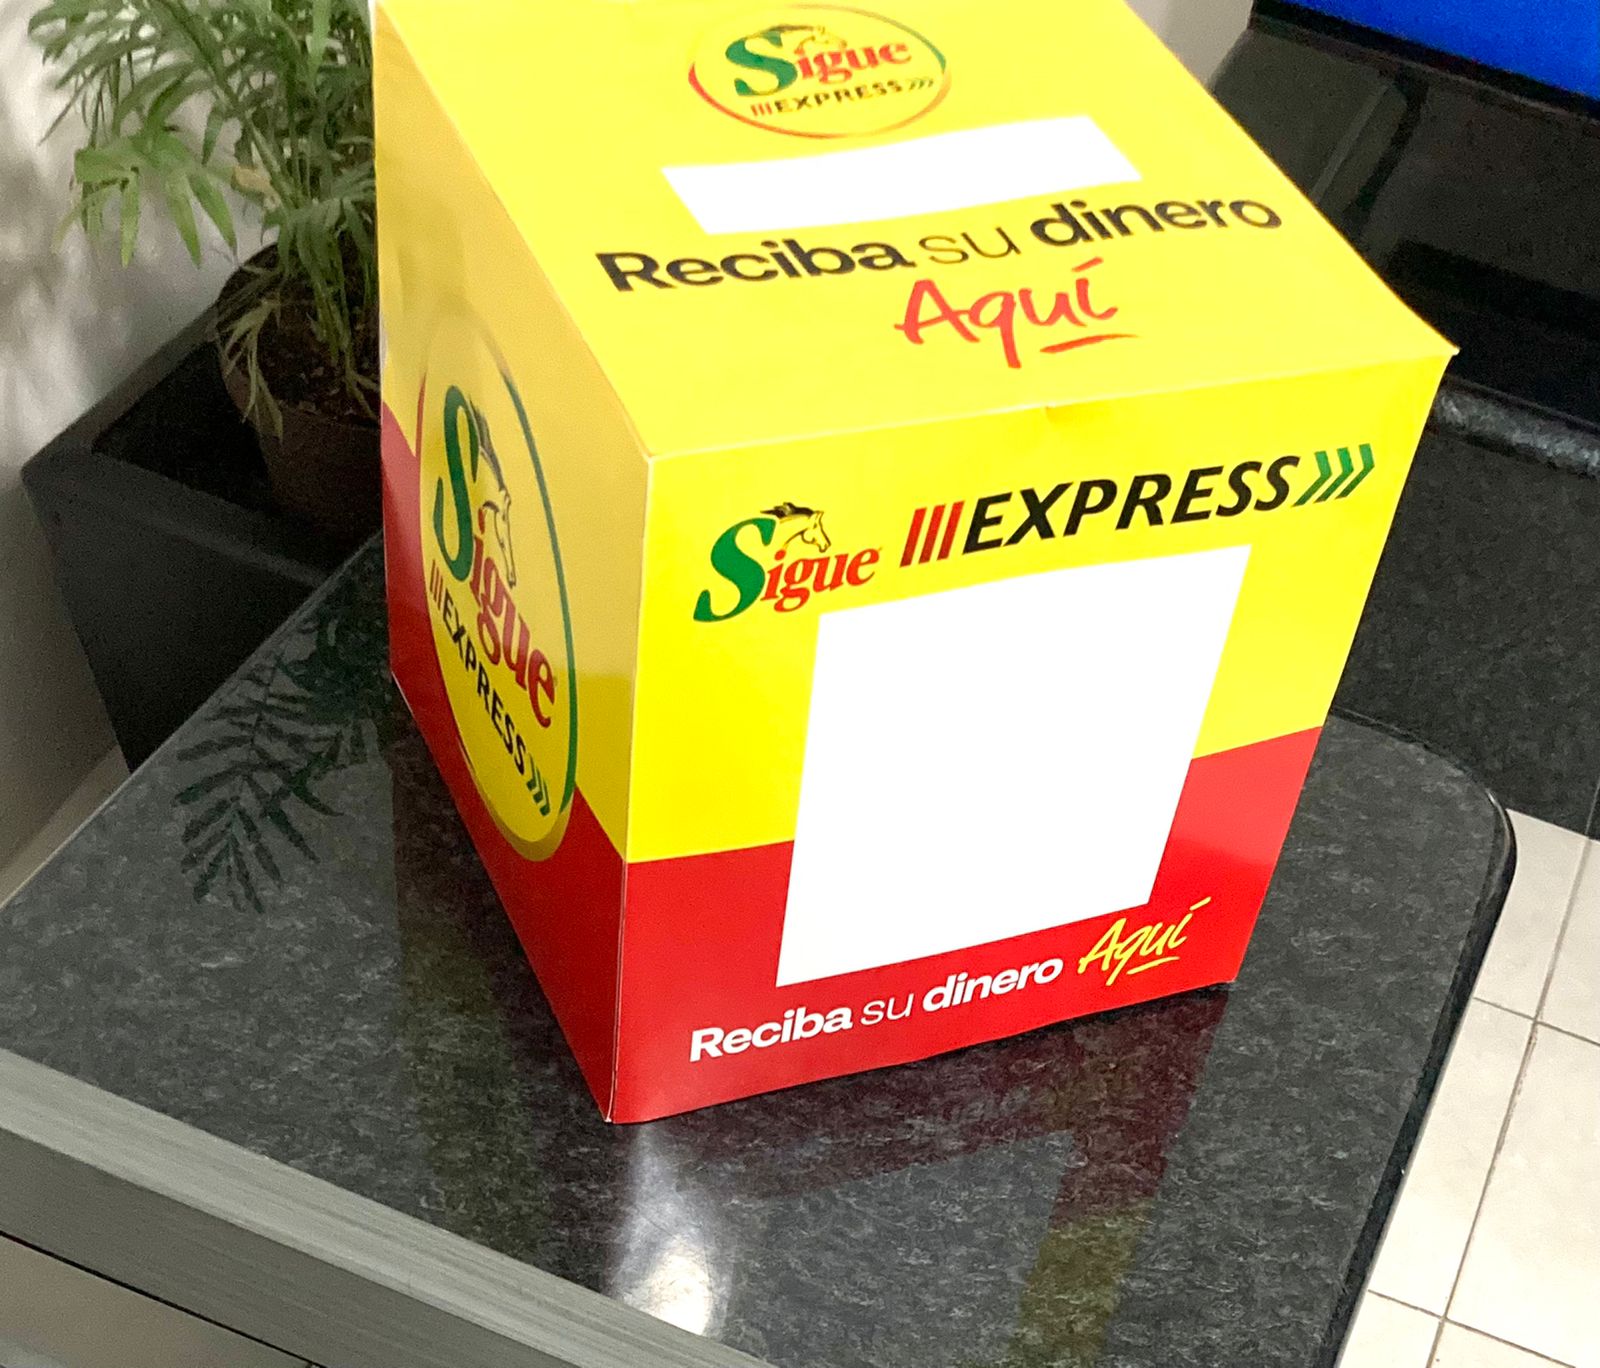 Sigue
EXPRESS
Reciba su dinero
Aquí
Sigue EXPRESS
Reciba su dinero Aquí
Sigue
EXPRESS